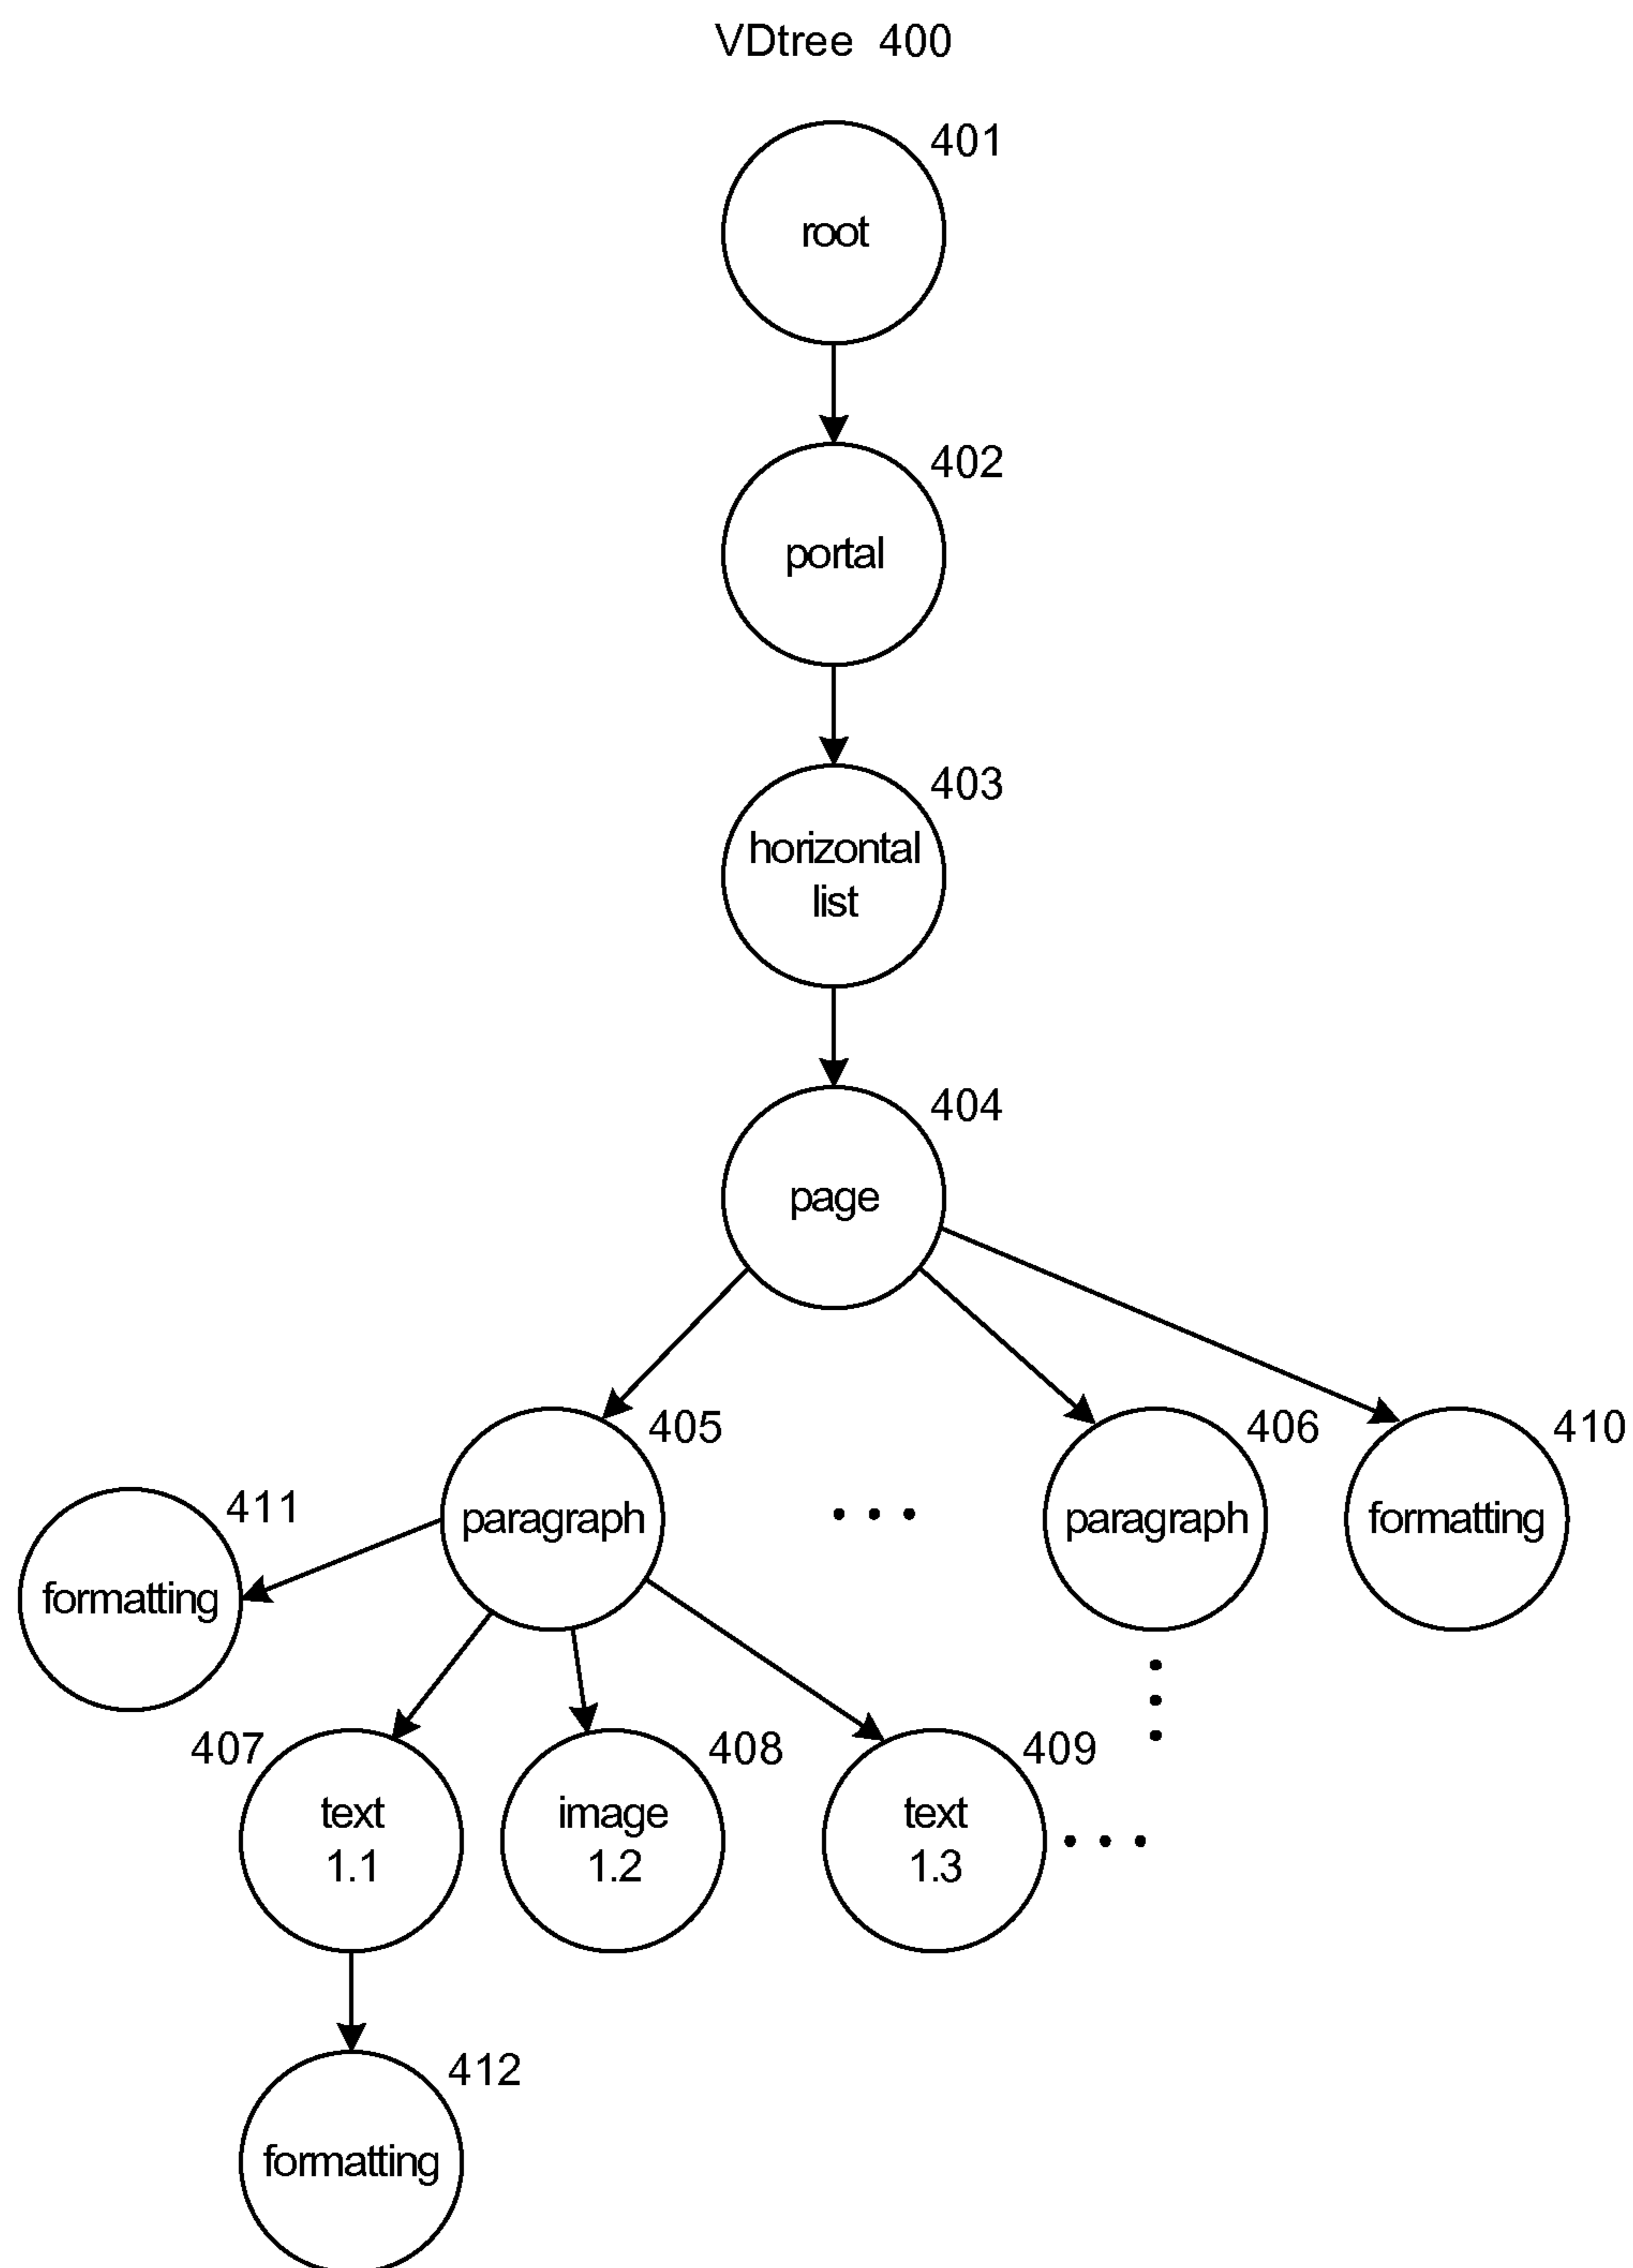 VDtree 400
401
root
402
portal
403
horizontal
list
404
page
405
406
410
411
paragraph
paragraph
formatting
formatting
407
408
409
text
1.1
image
1.2
text
1.3
412
formatting